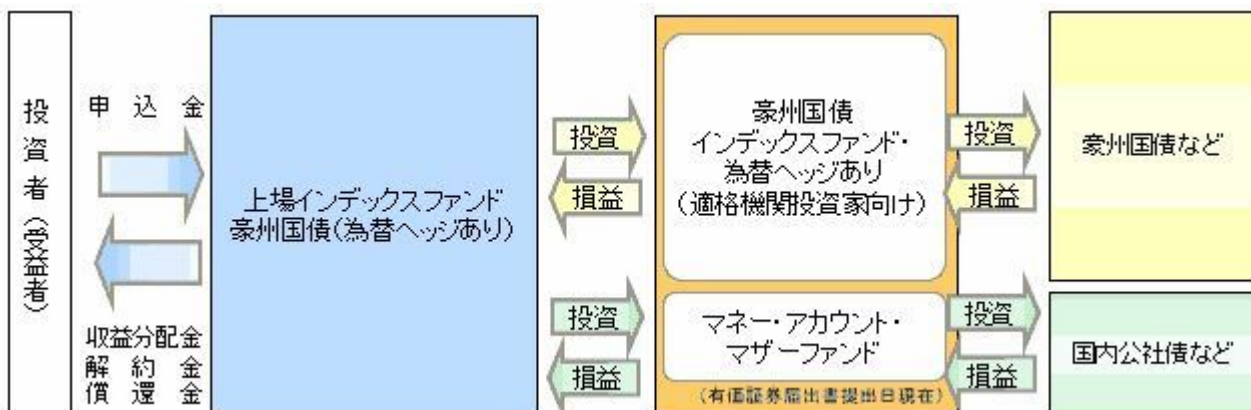 投資者（受益者）
申込金
収益分配金
解約金
償還金
上場インデックスファンド
豪州国債（為替ヘッジあり）
投資
損益
投資
損益
豪州国債
インデックスファンド・
為替ヘッジあり
（適格機関投資家向け）
マネー・アカウント・
マザーファンド
（有価証券届出書提出日現在）
投資
損益
投資
損益
豪州国債など
国内公社債など